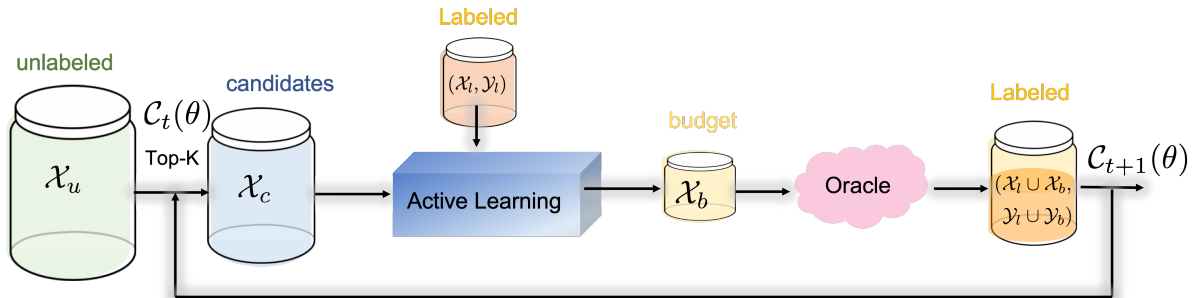 unlabeled
𝒳_u
𝒞_t(θ)
Top-K
candidates
𝒳_c
Labeled
(𝒳_l, 𝒴_l)
Active Learning
budget
𝒳_b
Oracle
Labeled
(𝒳_l ∪ 𝒳_b,
𝒴_l ∪ 𝒴_b)
𝒞_{t+1}(θ)